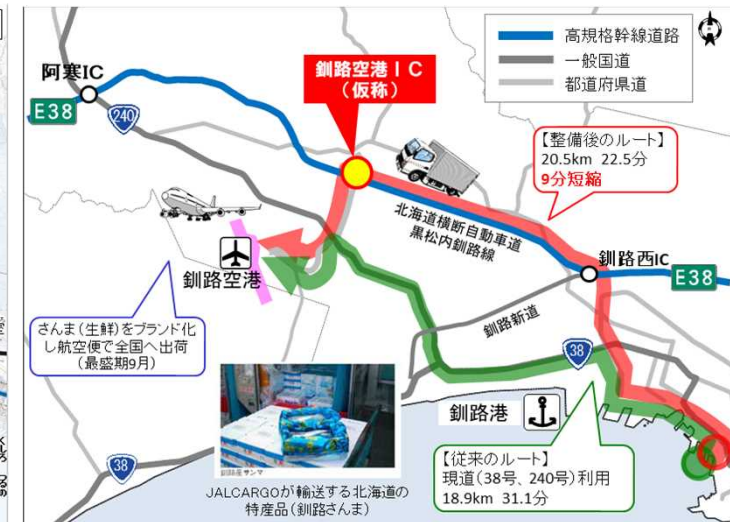 高規格幹線道路
一般国道
都道府県道
阿寒IC
E38
240
釧路空港IC
(仮称)
【整備後のルート】
20.5km 22.5分
9分短縮
北海道横断自動車道
黒松内釧路線
釧路西IC
E38
釧路空港
釧路新道
さんま(生鮮)をブランド化
し航空便で全国へ出荷
(最盛期9月)
38
釧路港
釧路産サンマ
【従来のルート】
現道(38号、240号)利用
18.9km 31.1分
38
JALCARGOが輸送する北海道の
特産品(釧路さんま)